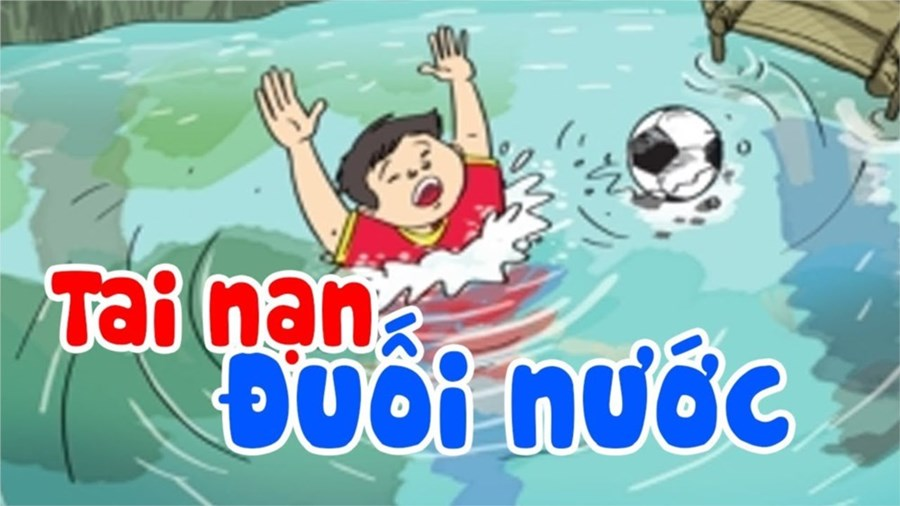 Tai nạn
Đuối nước